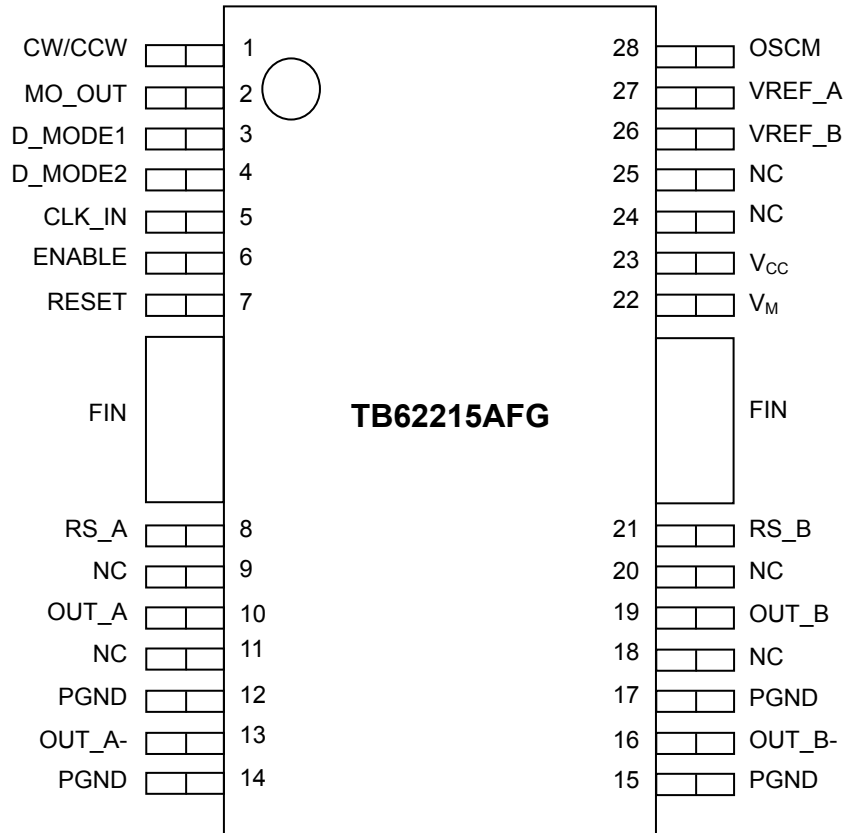 CW/CCW 1 28 OSCM
MO_OUT 2 27 VREF_A
D_MODE1 3 26 VREF_B
D_MODE2 4 25 NC
CLK_IN 5 24 NC
ENABLE 6 23 VCC
RESET 7 22 VM
FIN TB62215AFG FIN
RS_A 8 21 RS_B
NC 9 20 NC
OUT_A 10 19 OUT_B
NC 11 18 NC
PGND 12 17 PGND
OUT_A- 13 16 OUT_B-
PGND 14 15 PGND